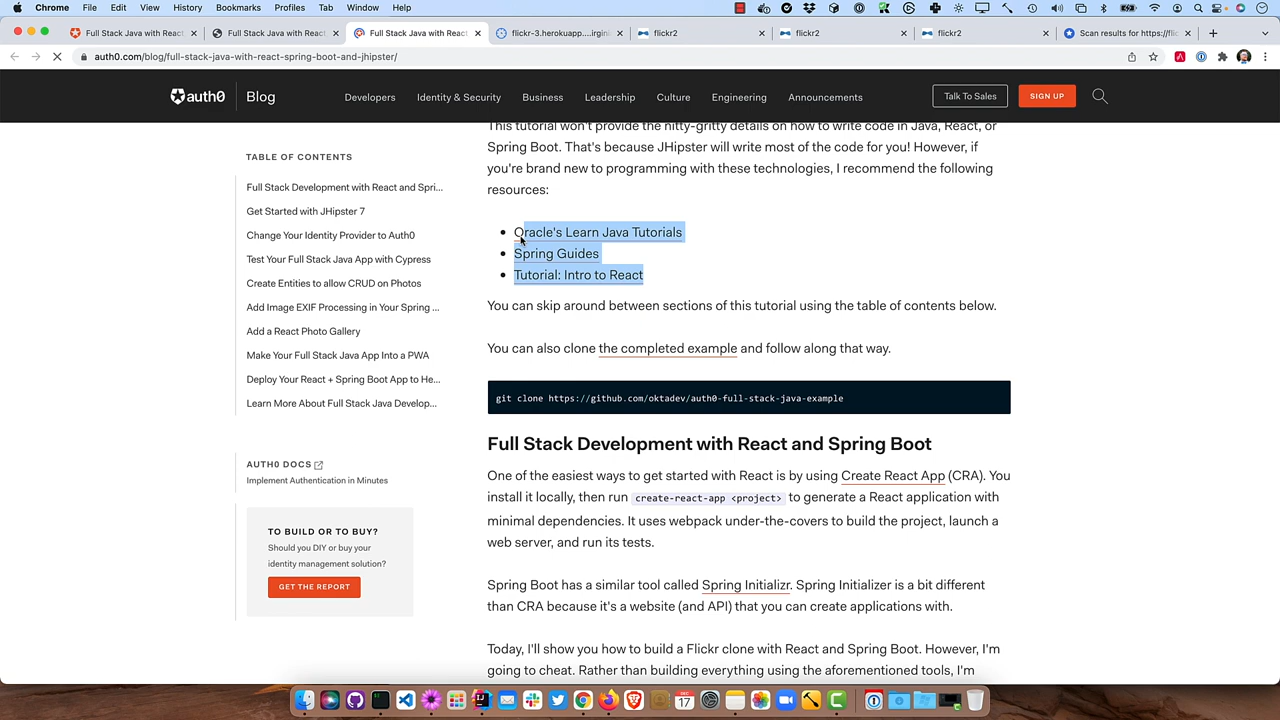 Chrome File Edit View History Bookmarks Profiles Tab Window Help
Full Stack Java with React
Full Stack Java with React
Full Stack Java with React
flickr-3.herokuapp....irgini
flickr2
flickr2
flickr2
Scan results for https://flic
auth0.com/blog/full-stack-java-with-react-spring-boot-and-jhipster/
auth0 Blog Developers Identity & Security Business Leadership Culture Engineering Announcements Talk To Sales SIGN UP
TABLE OF CONTENTS
Full Stack Development with React and Spri...
Get Started with JHipster 7
Change Your Identity Provider to Auth0
Test Your Full Stack Java App with Cypress
Create Entities to allow CRUD on Photos
Add Image EXIF Processing in Your Spring ...
Add a React Photo Gallery
Make Your Full Stack Java App Into a PWA
Deploy Your React + Spring Boot App to He...
Learn More About Full Stack Java Develop...
AUTH0 DOCS
Implement Authentication in Minutes
TO BUILD OR TO BUY?
Should you DIY or buy your
identity management solution?
GET THE REPORT
This tutorial won't provide the nitty-gritty details on how to write code in Java, React, or
Spring Boot. That's because JHipster will write most of the code for you! However, if
you're brand new to programming with these technologies, I recommend the following
resources:
Oracle's Learn Java Tutorials
Spring Guides
Tutorial: Intro to React
You can skip around between sections of this tutorial using the table of contents below.
You can also clone the completed example and follow along that way.
git clone https://github.com/oktadev/auth0-full-stack-java-example
Full Stack Development with React and Spring Boot
One of the easiest ways to get started with React is by using Create React App (CRA). You
install it locally, then run create-react-app <project> to generate a React application with
minimal dependencies. It uses webpack under-the-covers to build the project, launch a
web server, and run its tests.
Spring Boot has a similar tool called Spring Initializr. Spring Initializer is a bit different
than CRA because it's a website (and API) that you can create applications with.
Today, I'll show you how to build a Flickr clone with React and Spring Boot. However, I'm
going to cheat. Rather than building everything using the aforementioned tools, I'm
17